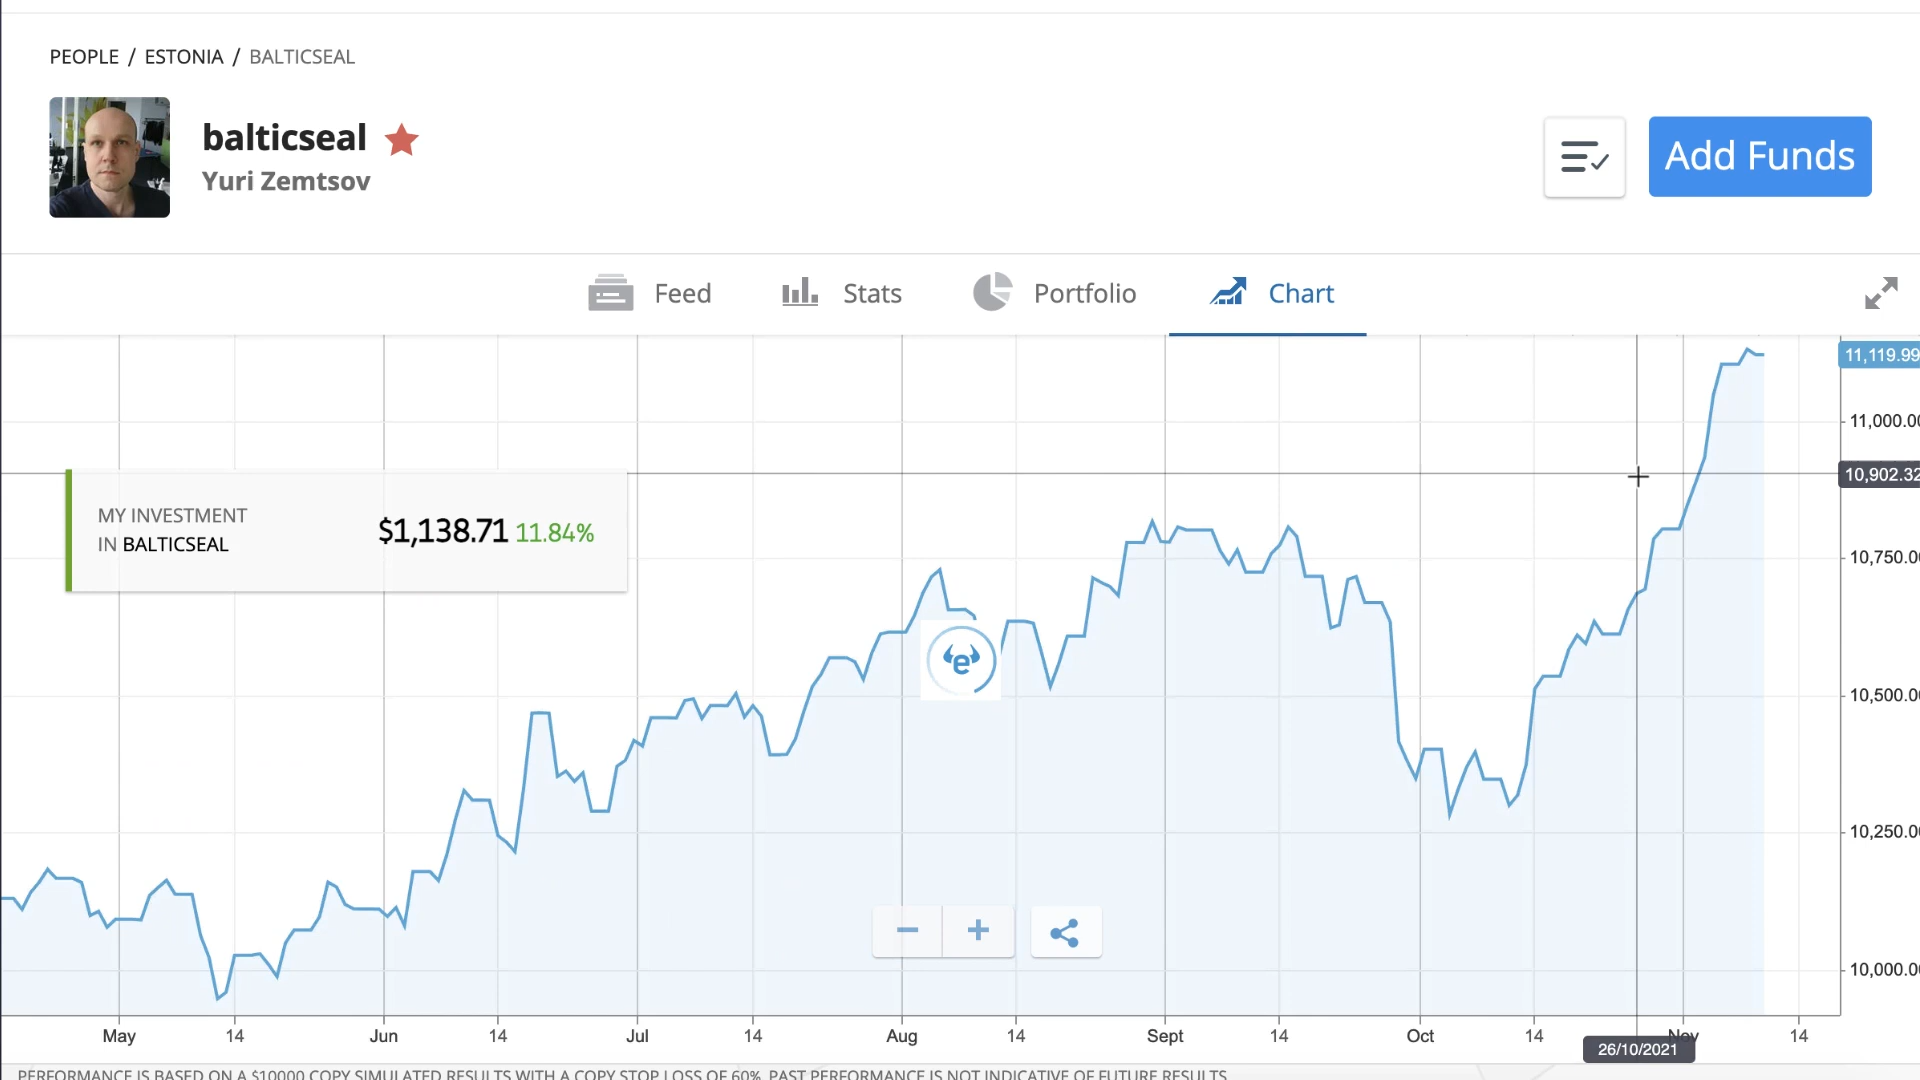 PEOPLE / ESTONIA / BALTICSEAL
balticseal
Yuri Zemtsov
Add Funds
Feed
Stats
Portfolio
Chart
11,119.99
11,000.00
10,902.32
MY INVESTMENT
IN BALTICSEAL
$1,138.71 11.84%
10,750.00
e
10,500.00
10,250.00
10,000.00
May 14 Jun 14 Jul 14 Aug 14 Sept 14 Oct 14 Nov 14
26/10/2021
PERFORMANCE IS BASED ON A $10000 COPY SIMULATED RESULTS WITH A COPY STOP LOSS OF 60%. PAST PERFORMANCE IS NOT INDICATIVE OF FUTURE RESULTS